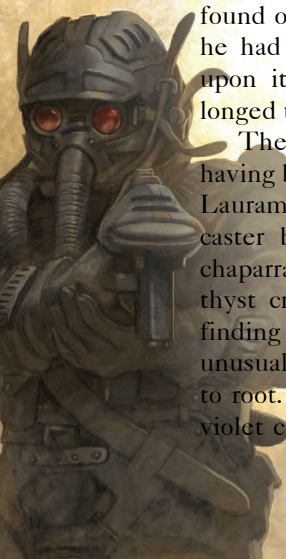 found o
he had
upon it
longed t
The
having b
Lauram
caster b
chaparra
thyst cr
finding
unusual
to root.
violet c